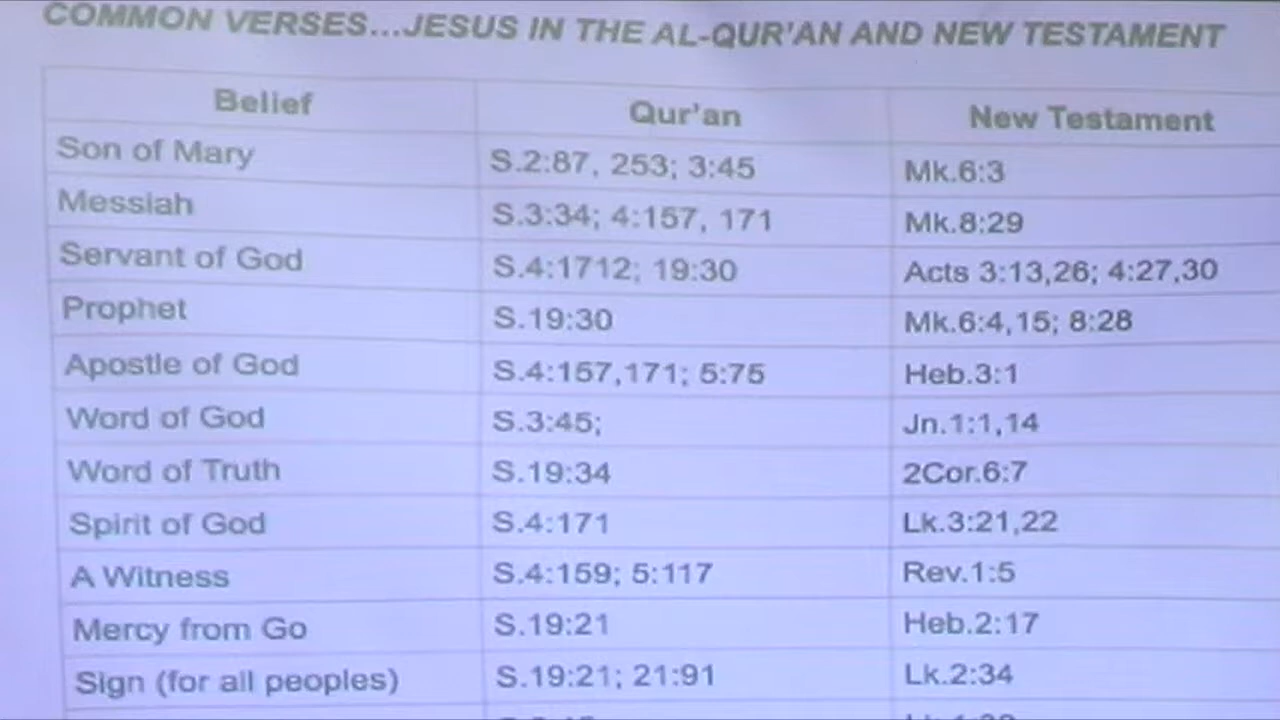 COMMON VERSES...JESUS IN THE AL-QUR'AN AND NEW TESTAMENT
Belief Qur'an New Testament
Son of Mary S.2:87, 253; 3:45 Mk.6:3
Messiah S.3:34; 4:157, 171 Mk.8:29
Servant of God S.4:1712; 19:30 Acts 3:13,26; 4:27,30
Prophet S.19:30 Mk.6:4,15; 8:28
Apostle of God S.4:157,171; 5:75 Heb.3:1
Word of God S.3:45; Jn.1:1,14
Word of Truth S.19:34 2Cor.6:7
Spirit of God S.4:171 Lk.3:21,22
A Witness S.4:159; 5:117 Rev.1:5
Mercy from Go S.19:21 Heb.2:17
Sign (for all peoples) S.19:21; 21:91 Lk.2:34